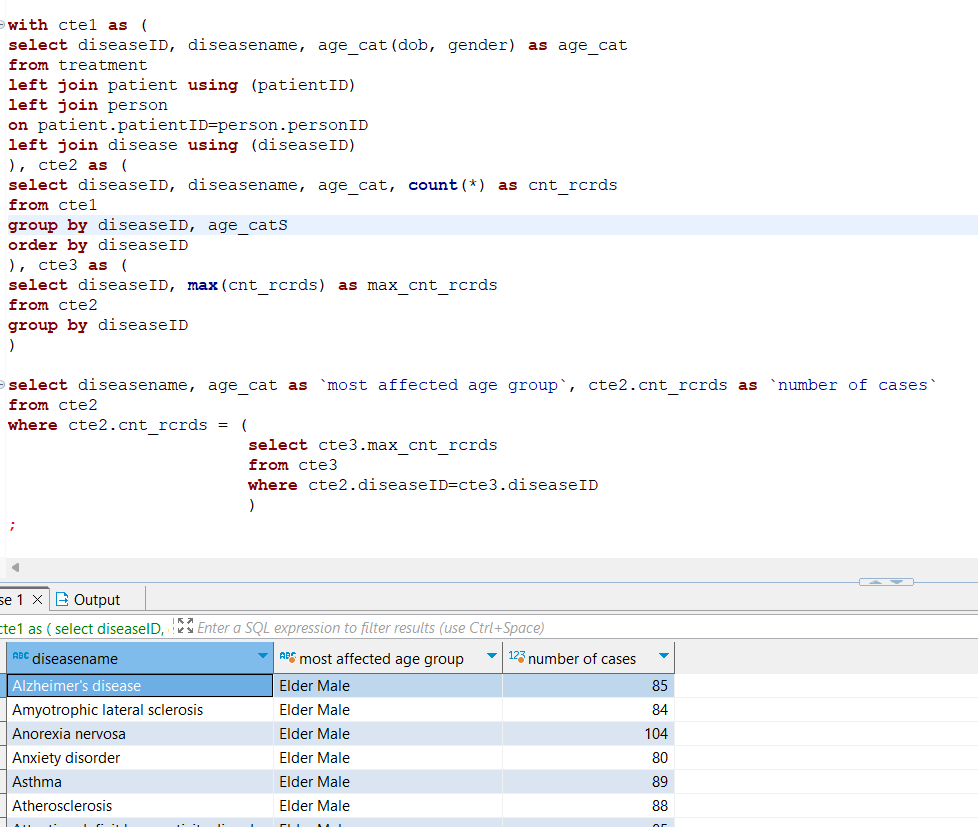 with cte1 as (
select diseaseID, diseasename, age_cat(dob, gender) as age_cat
from treatment
left join patient using (patientID)
left join person
on patient.patientID=person.personID
left join disease using (diseaseID)
), cte2 as (
select diseaseID, diseasename, age_cat, count(*) as cnt_rcrds
from cte1
group by diseaseID, age_catS
order by diseaseID
), cte3 as (
select diseaseID, max(cnt_rcrds) as max_cnt_rcrds
from cte2
group by diseaseID
)
select diseasename, age_cat as `most affected age group`, cte2.cnt_rcrds as `number of cases`
from cte2
where cte2.cnt_rcrds = (
select cte3.max_cnt_rcrds
from cte3
where cte2.diseaseID=cte3.diseaseID
)
;
se 1 Output
cte1 as ( select diseaseID, Enter a SQL expression to filter results (use Ctrl+Space)
ABC diseasename ABC most affected age group 123 number of cases
Alzheimer's disease Elder Male 85
Amyotrophic lateral sclerosis Elder Male 84
Anorexia nervosa Elder Male 104
Anxiety disorder Elder Male 80
Asthma Elder Male 89
Atherosclerosis Elder Male 88